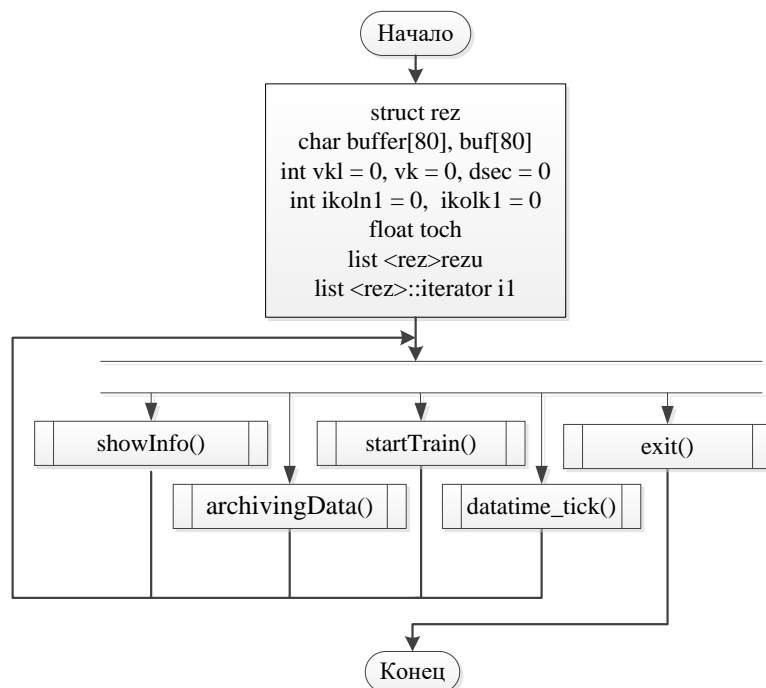 Начало
struct rez
char buffer[80], buf[80]
int vkl = 0, vk = 0, dsec = 0
int ikoln1 = 0, ikolk1 = 0
float toch
list <rez>rezu
list <rez>::iterator i1
showInfo()
startTrain()
exit()
archivingData()
datatime_tick()
Конец